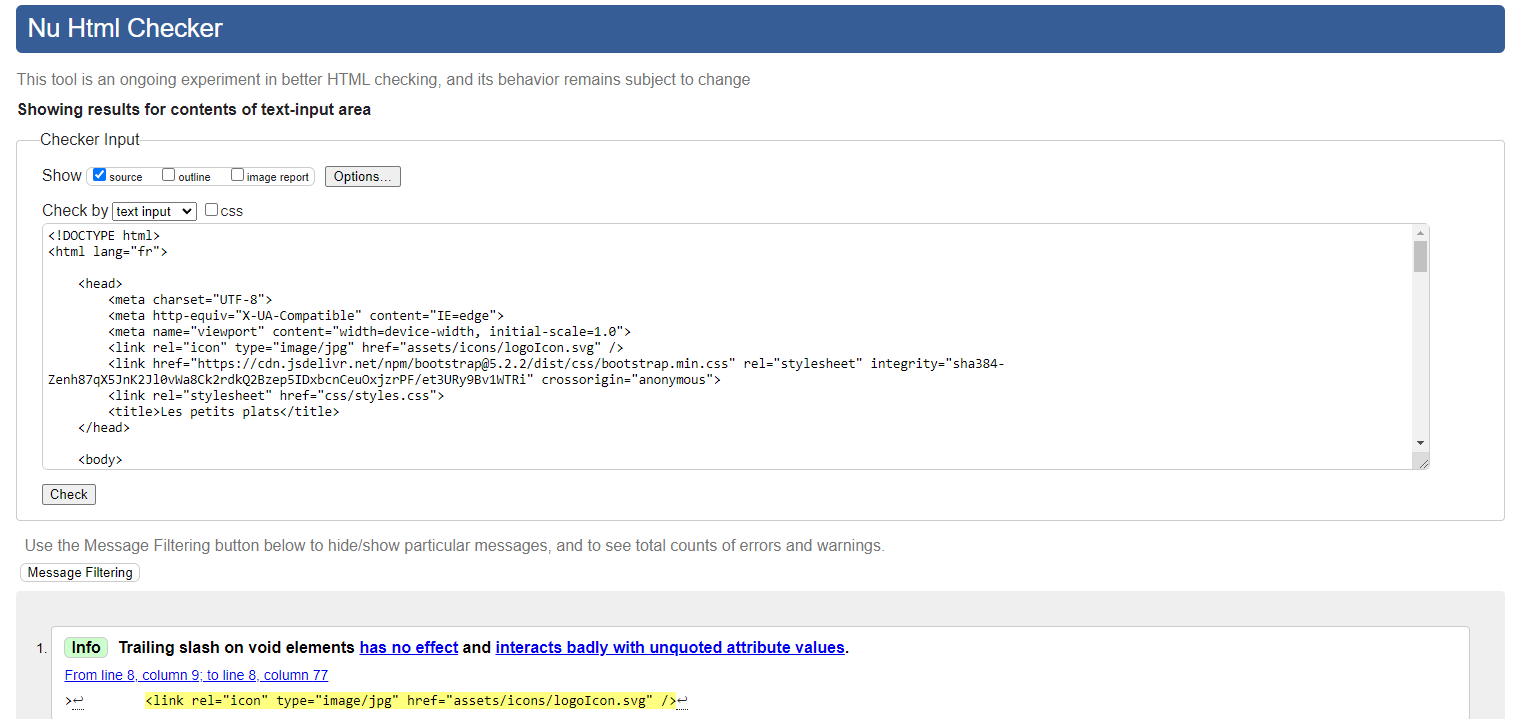 Nu Html Checker
This tool is an ongoing experiment in better HTML checking, and its behavior remains subject to change
Showing results for contents of text-input area
Checker Input
Show source outline image report Options...
Check by text input css
<!DOCTYPE html>
<html lang="fr">
<head>
<meta charset="UTF-8">
<meta http-equiv="X-UA-Compatible" content="IE=edge">
<meta name="viewport" content="width=device-width, initial-scale=1.0">
<link rel="icon" type="image/jpg" href="assets/icons/logoIcon.svg" />
<link href="https://cdn.jsdelivr.net/npm/bootstrap@5.2.2/dist/css/bootstrap.min.css" rel="stylesheet" integrity="sha384-
Zenh87qX5JnK2Jl0vWa8Ck2rdkQ2Bzep5IDxbcnCeuOxjzrPF/et3URy9Bv1WTRi" crossorigin="anonymous">
<link rel="stylesheet" href="css/styles.css">
<title>Les petits plats</title>
</head>
<body>
Check
Use the Message Filtering button below to hide/show particular messages, and to see total counts of errors and warnings.
Message Filtering
1. Info Trailing slash on void elements has no effect and interacts badly with unquoted attribute values.
From line 8, column 9; to line 8, column 77
>↩ <link rel="icon" type="image/jpg" href="assets/icons/logoIcon.svg" />↩